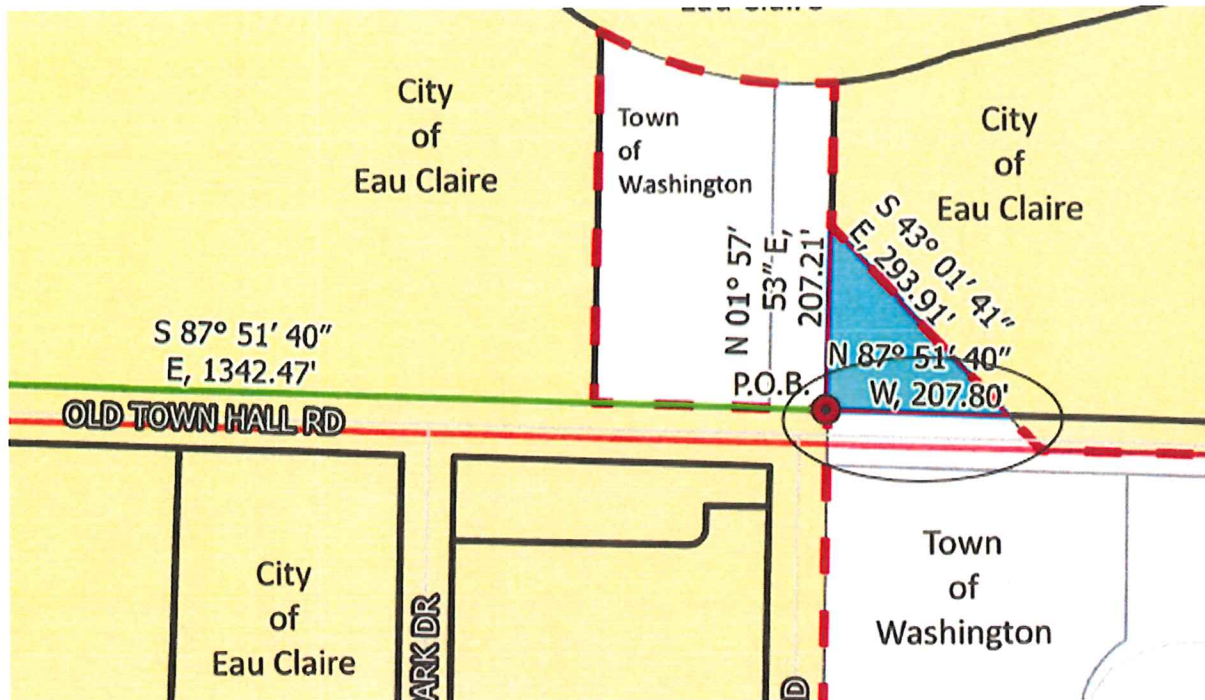 Eau Claire
City
of
Eau Claire
Town
of
Washington
City
of
Eau Claire
N 01° 57′
53″ E,
207.21'
S 43° 01′ 41″
E, 293.91'
S 87° 51′ 40″
E, 1342.47'
N 87° 51′ 40″
W, 207.80'
P.O.B.
OLD TOWN HALL RD
City
of
Eau Claire
ARK DR
D
Town
of
Washington